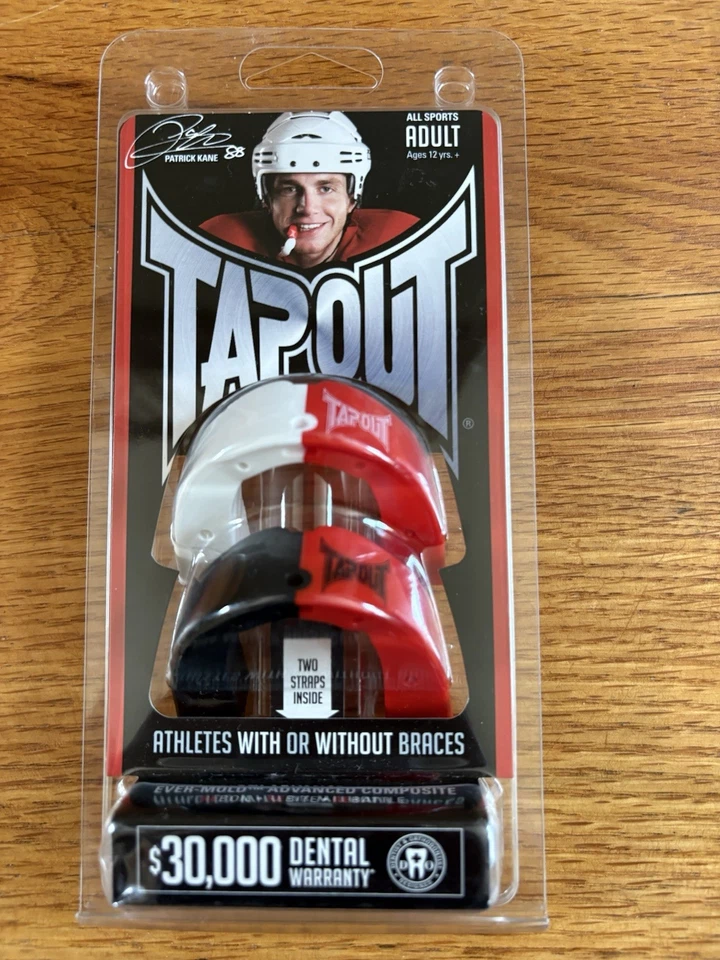 PATRICK KANE
88
ALL SPORTS
ADULT
Ages 12 yrs. +
TAPOUT
®
TAPOUT
TAPOUT
TWO
STRAPS
INSIDE
ATHLETES WITH OR WITHOUT BRACES
EVER-MOLD™ ADVANCED COMPOSITE
$30,000 DENTAL
WARRANTY*
D O